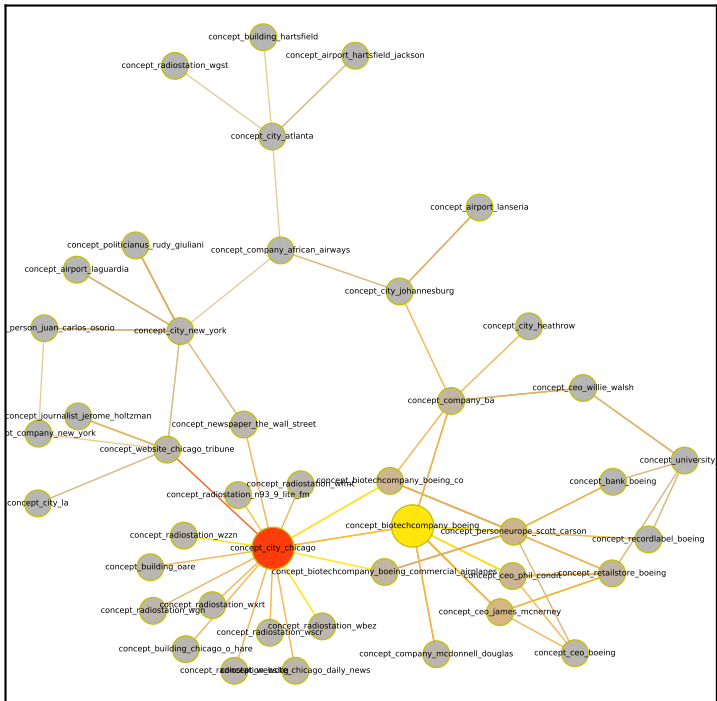 concept_building_hartsfield
concept_airport_hartsfield_jackson
concept_radiostation_wgst
concept_city_atlanta
concept_airport_lanseria
concept_politicianus_rudy_giuliani
concept_company_african_airways
concept_airport_laguardia
concept_city_johannesburg
_person_juan_carlos_osorio
concept_city_new_york
concept_city_heathrow
concept_ceo_willie_walsh
concept_company_ba
concept_journalist_jerome_holtzman
concept_newspaper_the_wall_street
pt_company_new_york
concept_website_chicago_tribune
concept_university_
concept_biotechcompany_boeing_co
concept_bank_boeing
concept_radiostation_n93_9_lite_fm
concept_city_la
concept_biotechcompany_boeing
concept_radiostation_wzzn
concept_personeurope_scott_carson
concept_recordlabel_boeing
concept_city_chicago
concept_building_oare
concept_biotechcompany_boeing_commercial_airplanes
concept_ceo_phil_condit
concept_retailstore_boeing
concept_radiostation_wxrt
concept_radiostation_wgn
concept_ceo_james_mcnerney
concept_radiostation_wbez
concept_radiostation_wscr
concept_building_chicago_o_hare
concept_company_mcdonnell_douglas
concept_ceo_boeing
concept_website_chicago_daily_news